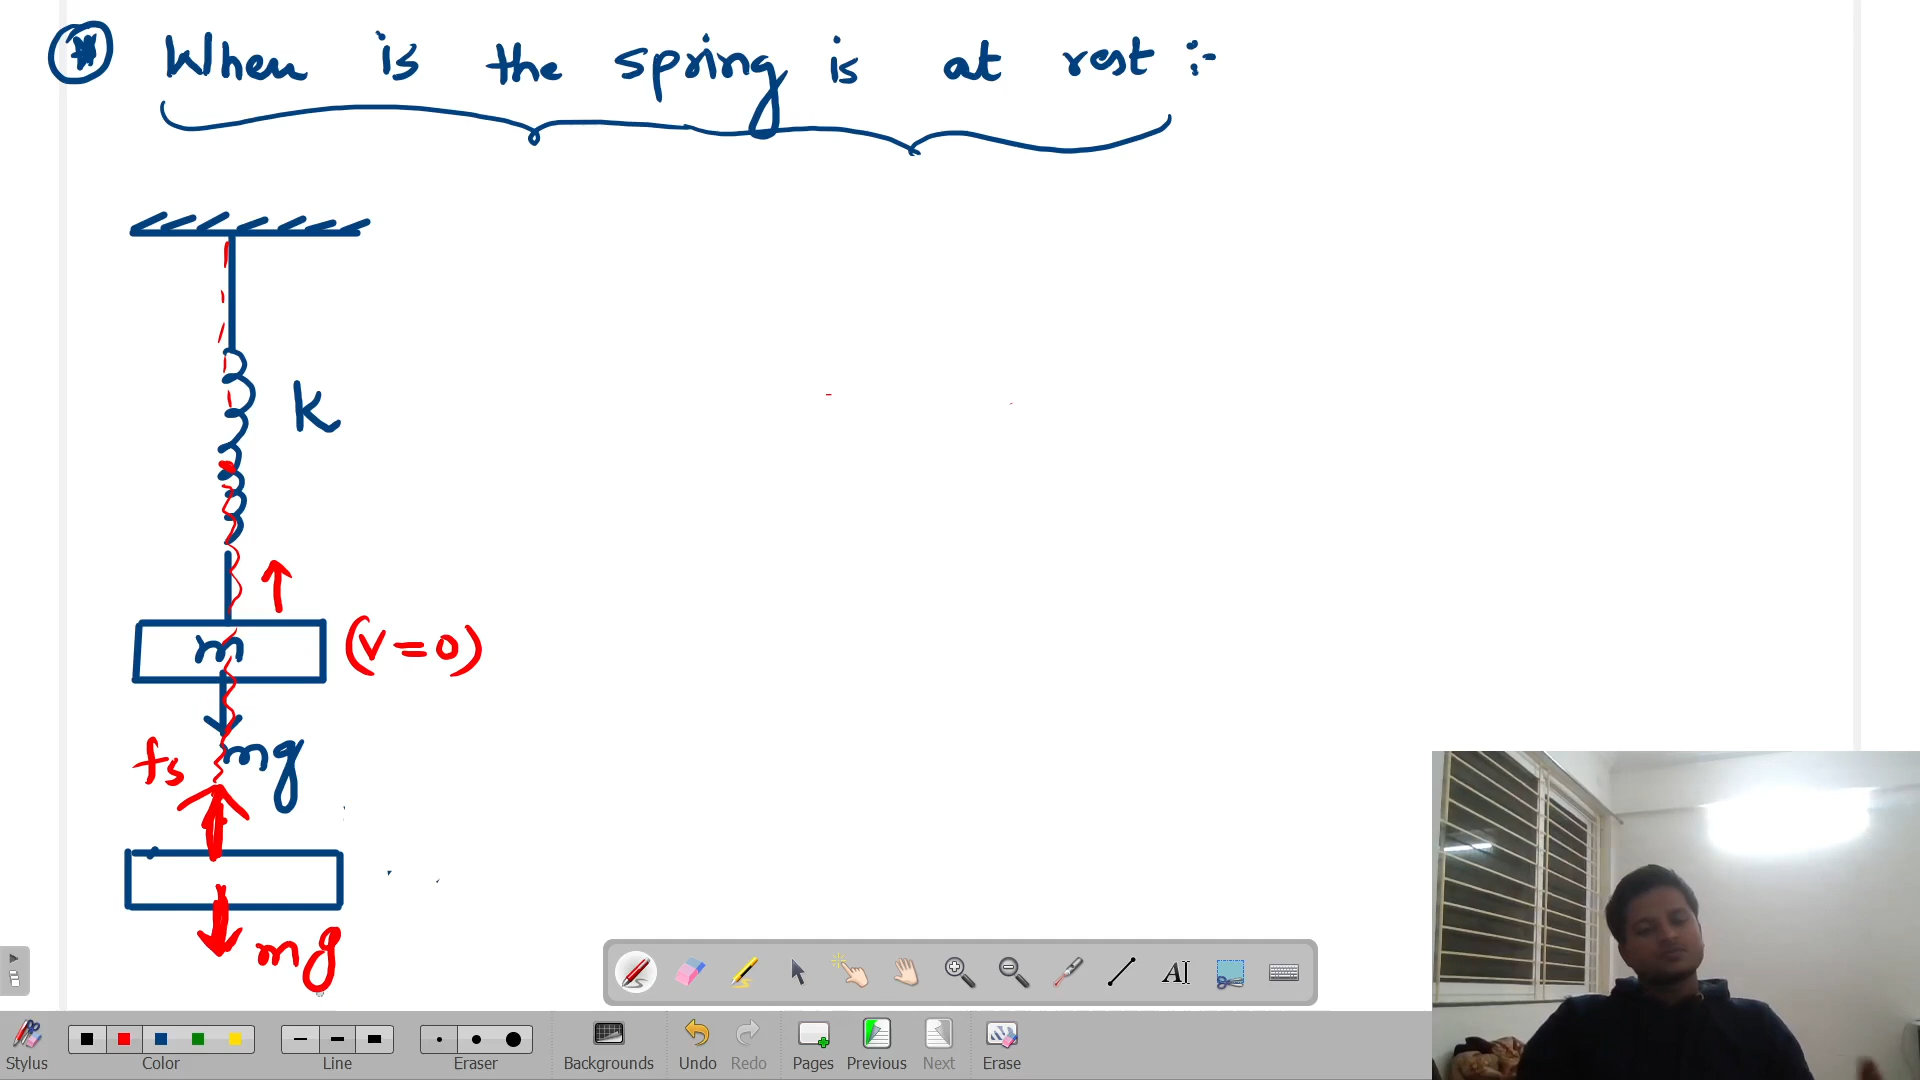 When is the spring is at rest :-
k
m
(v = 0)
mg
fs
mg
Stylus
Color
Line
Eraser
Backgrounds
Undo
Redo
Pages
Previous
Next
Erase